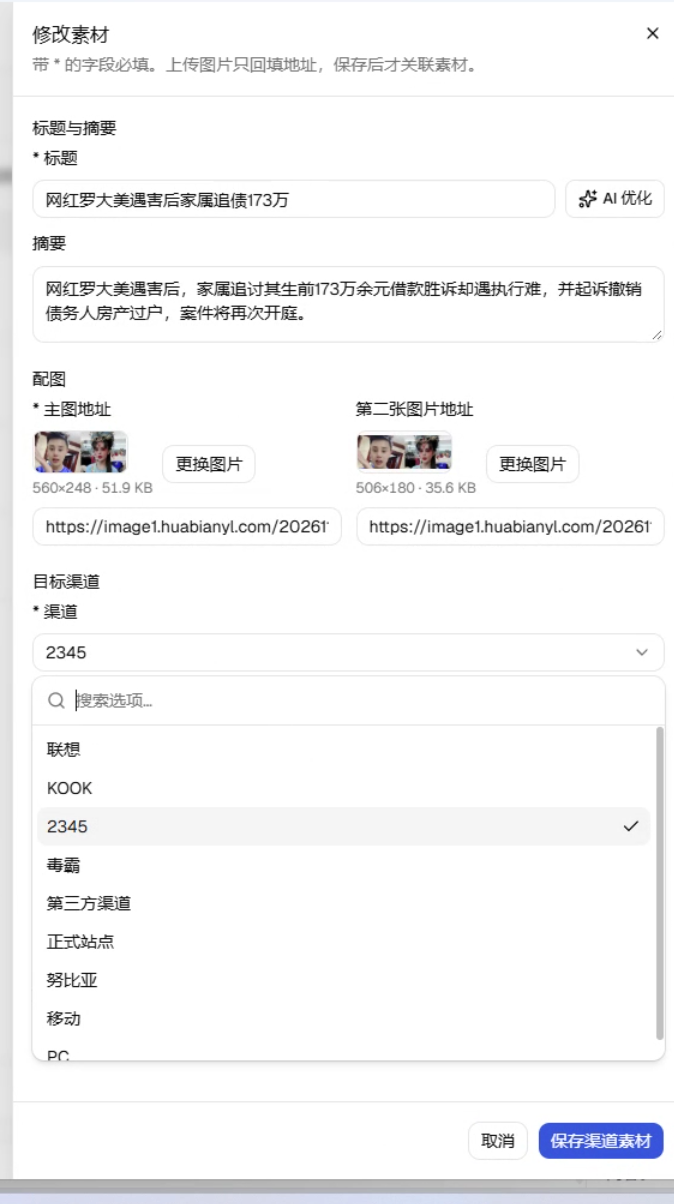 修改素材
带 * 的字段必填。上传图片只回填地址，保存后才关联素材。
标题与摘要
* 标题
网红罗大美遇害后家属追债173万
AI 优化
摘要
网红罗大美遇害后，家属追讨其生前173万余元借款胜诉却遇执行难，并起诉撤销
债务人房产过户，案件将再次开庭。
配图
* 主图地址
第二张图片地址
更换图片
更换图片
560×248 · 51.9 KB
506×180 · 35.6 KB
https://image1.huabianyl.com/20261
https://image1.huabianyl.com/20261
目标渠道
* 渠道
2345
搜索选项...
联想
KOOK
2345
毒霸
第三方渠道
正式站点
努比亚
移动
PC
取消
保存渠道素材